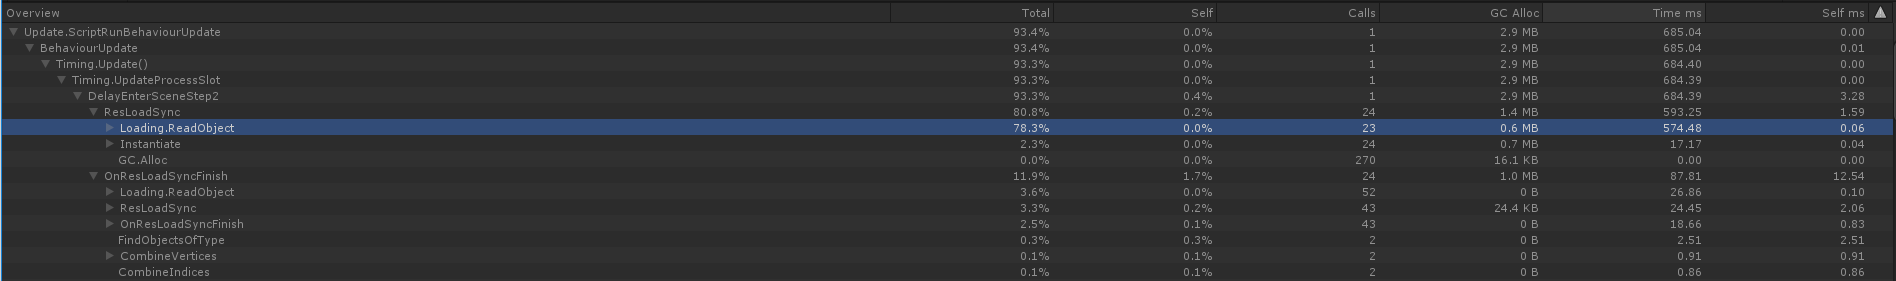 Overview Total Self Calls GC Alloc Time ms Self ms
Update.ScriptRunBehaviourUpdate 93.4% 0.0% 1 2.9 MB 685.04 0.00
BehaviourUpdate 93.4% 0.0% 1 2.9 MB 685.04 0.01
Timing.Update() 93.3% 0.0% 1 2.9 MB 684.40 0.00
Timing.UpdateProcessSlot 93.3% 0.0% 1 2.9 MB 684.39 0.00
DelayEnterSceneStep2 93.3% 0.4% 1 2.9 MB 684.39 3.28
ResLoadSync 80.8% 0.2% 24 1.4 MB 593.25 1.59
Loading.ReadObject 78.3% 0.0% 23 0.6 MB 574.48 0.06
Instantiate 2.3% 0.0% 24 0.7 MB 17.17 0.04
GC.Alloc 0.0% 0.0% 270 16.1 KB 0.00 0.00
OnResLoadSyncFinish 11.9% 1.7% 24 1.0 MB 87.81 12.54
Loading.ReadObject 3.6% 0.0% 52 0 B 26.86 0.10
ResLoadSync 3.3% 0.2% 43 24.4 KB 24.45 2.06
OnResLoadSyncFinish 2.5% 0.1% 43 0 B 18.66 0.83
FindObjectsOfType 0.3% 0.3% 2 0 B 2.51 2.51
CombineVertices 0.1% 0.1% 2 0 B 0.91 0.91
CombineIndices 0.1% 0.1% 2 0 B 0.86 0.86